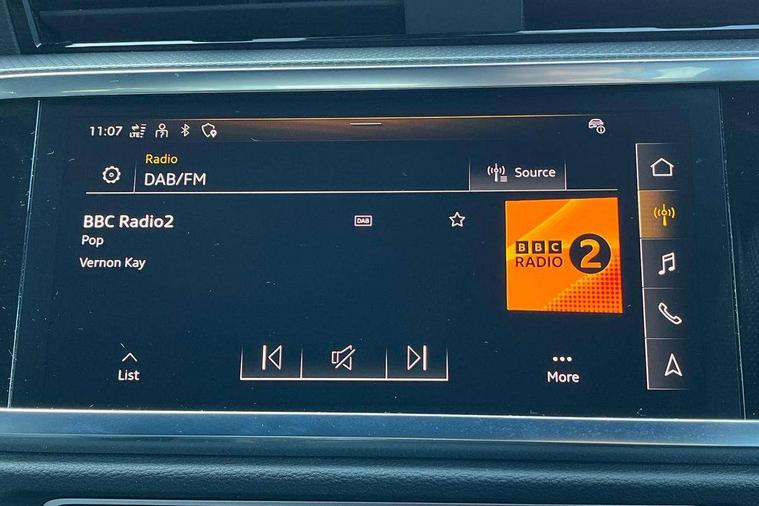 11:07
LTE
Radio
DAB/FM
Source
BBC Radio2
DAB
Pop
Vernon Kay
BBC
RADIO 2
List
More